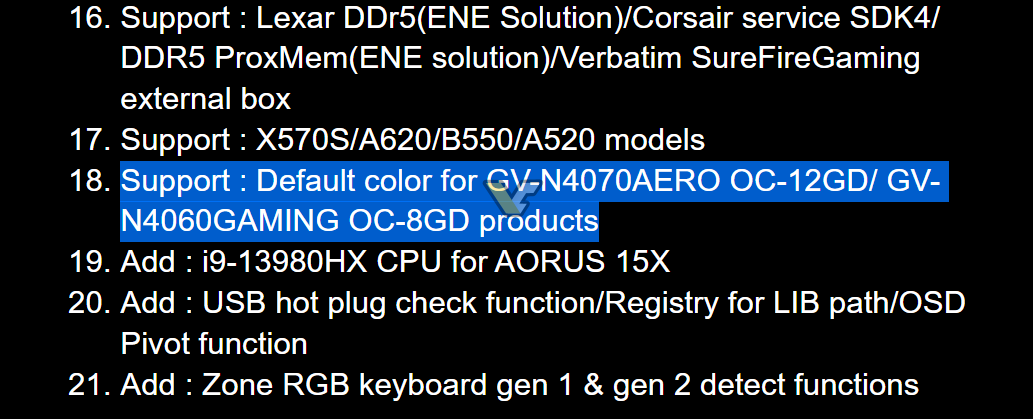 16. Support : Lexar DDr5(ENE Solution)/Corsair service SDK4/
DDR5 ProxMem(ENE solution)/Verbatim SureFireGaming
external box
17. Support : X570S/A620/B550/A520 models
18. Support : Default color for GV-N4070AERO OC-12GD/ GV-
N4060GAMING OC-8GD products
19. Add : i9-13980HX CPU for AORUS 15X
20. Add : USB hot plug check function/Registry for LIB path/OSD
Pivot function
21. Add : Zone RGB keyboard gen 1 & gen 2 detect functions